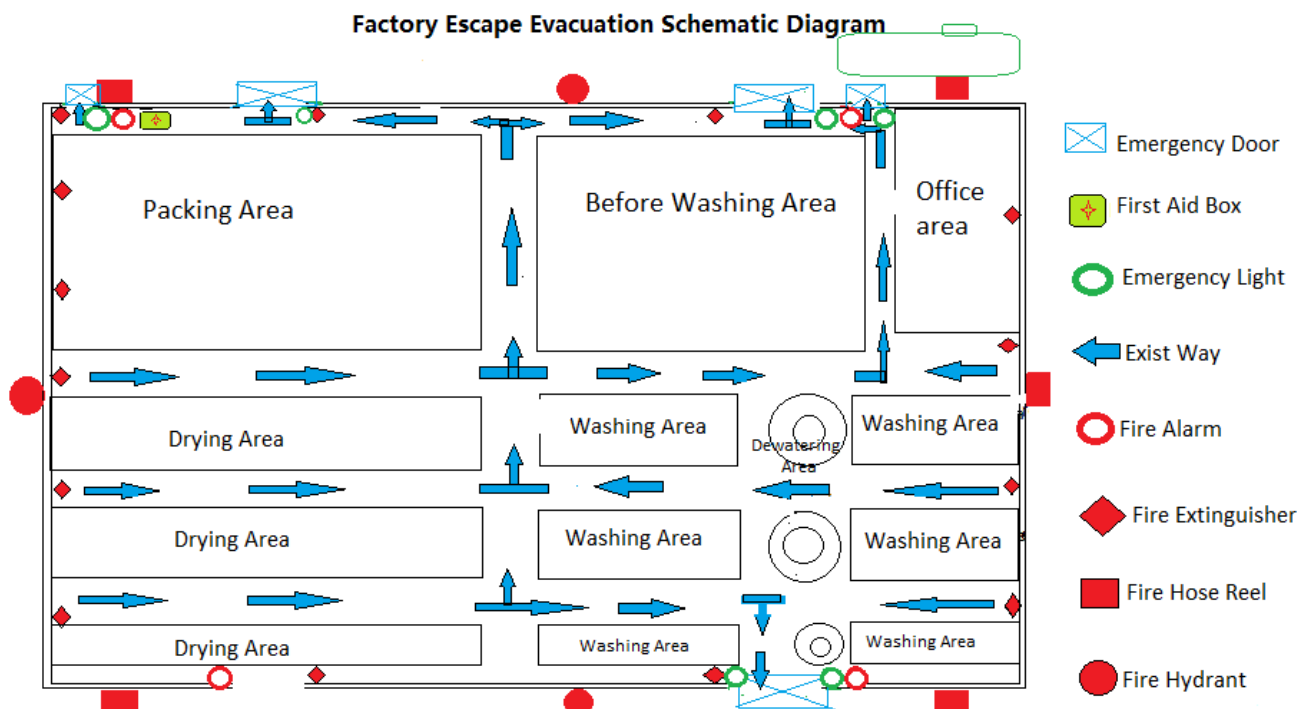 Factory Escape Evacuation Schematic Diagram
Packing Area
Before Washing Area
Office
area
Drying Area
Washing Area
Dewatering
Area
Washing Area
Drying Area
Washing Area
Washing Area
Drying Area
Washing Area
Washing Area
Emergency Door
First Aid Box
Emergency Light
Exist Way
Fire Alarm
Fire Extinguisher
Fire Hose Reel
Fire Hydrant